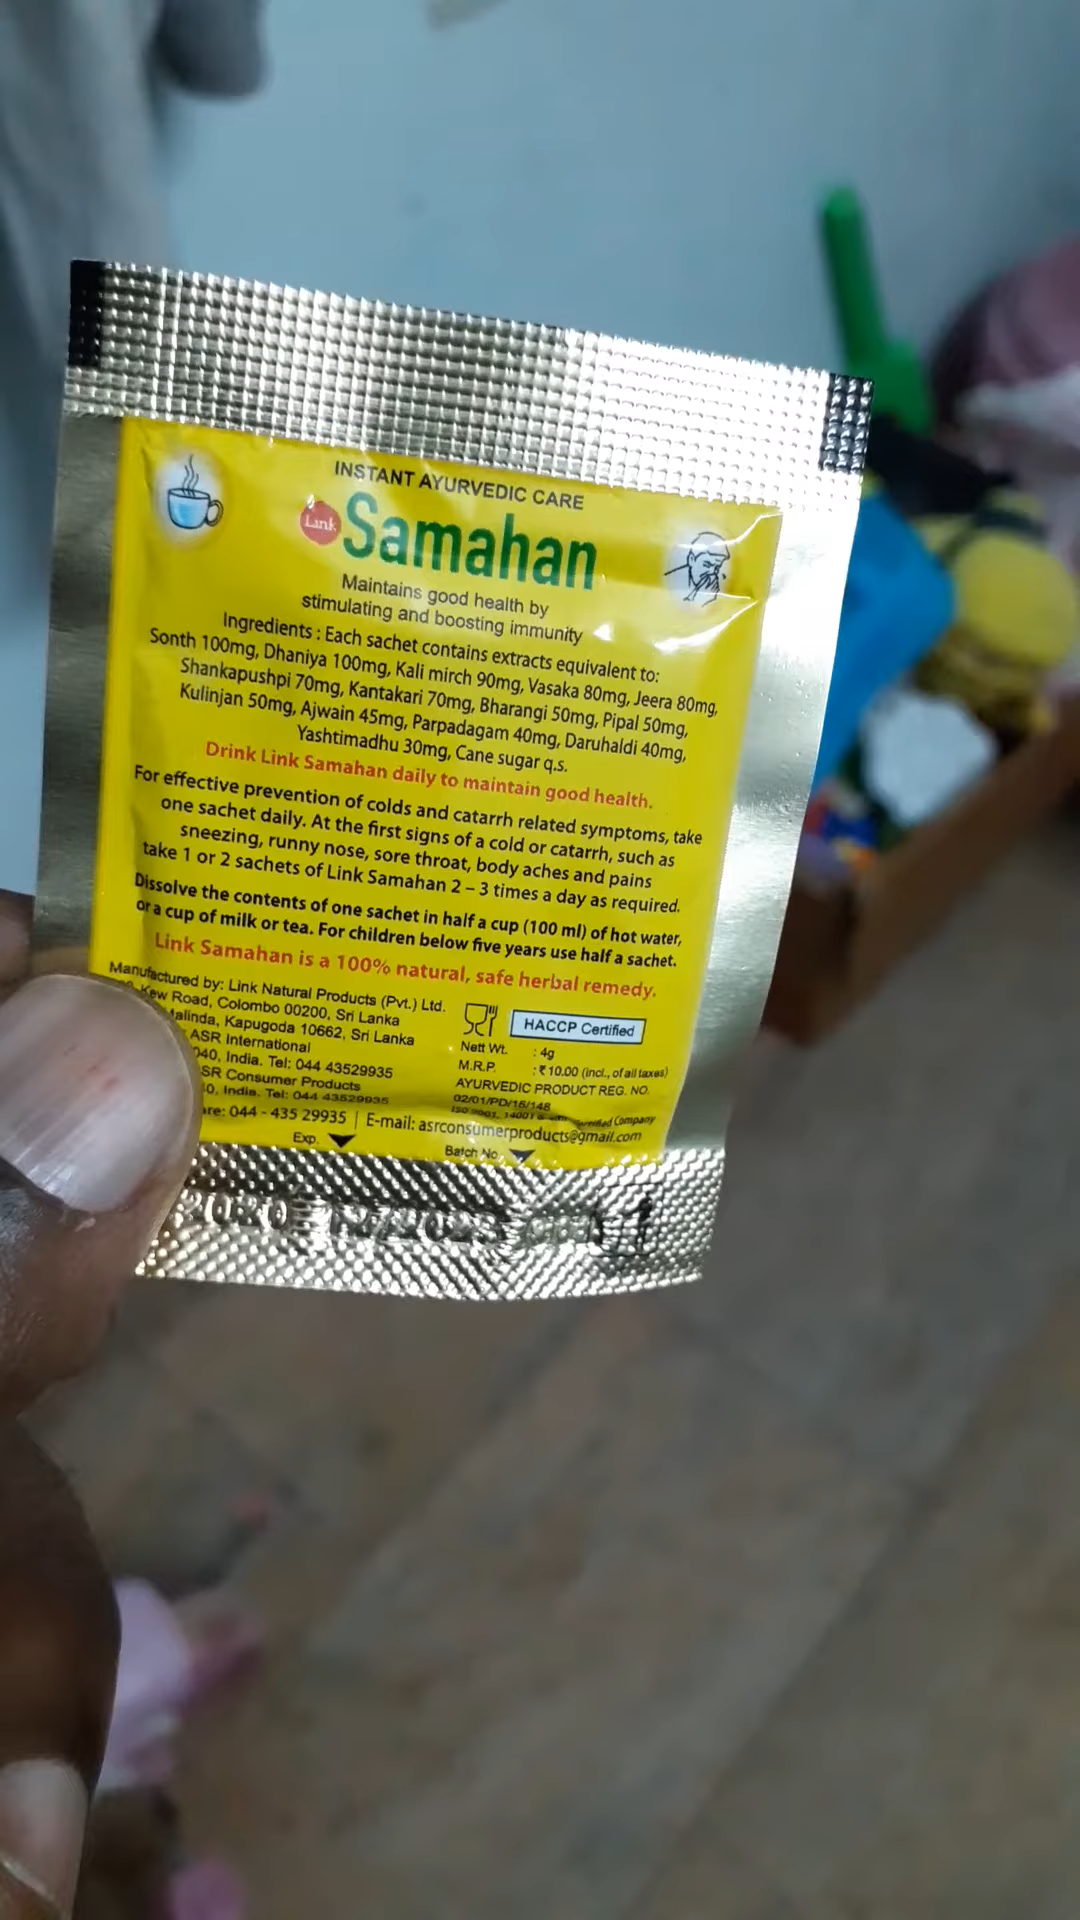 INSTANT AYURVEDIC CARE
Link Samahan
Maintains good health by
stimulating and boosting immunity
Ingredients : Each sachet contains extracts equivalent to:
Sonth 100mg, Dhaniya 100mg, Kali mirch 90mg, Vasaka 80mg, Jeera 80mg,
Shankapushpi 70mg, Kantakari 70mg, Bharangi 50mg, Pipal 50mg,
Kulinjan 50mg, Ajwain 45mg, Parpadagam 40mg, Daruhaldi 40mg,
Yashtimadhu 30mg, Cane sugar q.s.
Drink Link Samahan daily to maintain good health.
For effective prevention of colds and catarrh related symptoms, take
one sachet daily. At the first signs of a cold or catarrh, such as
sneezing, runny nose, sore throat, body aches and pains
take 1 or 2 sachets of Link Samahan 2 – 3 times a day as required.
Dissolve the contents of one sachet in half a cup (100 ml) of hot water,
or a cup of milk or tea. For children below five years use half a sachet.
Link Samahan is a 100% natural, safe herbal remedy.
Manufactured by: Link Natural Products (Pvt.) Ltd.
Kew Road, Colombo 00200, Sri Lanka
Malinda, Kapugoda 10662, Sri Lanka
ASR International
040, India. Tel: 044 43529935
SR Consumer Products
0, India. Tel: 044 43529935
are: 044 - 435 29935 | E-mail: asrconsumerproducts@gmail.com
HACCP Certified
Nett Wt. : 4g
M.R.P. : ₹ 10.00 (incl., of all taxes)
AYURVEDIC PRODUCT REG. NO.
02/01/PD/16/148
ISO 9001, 14001 & Certified Company
Exp.
Batch No.